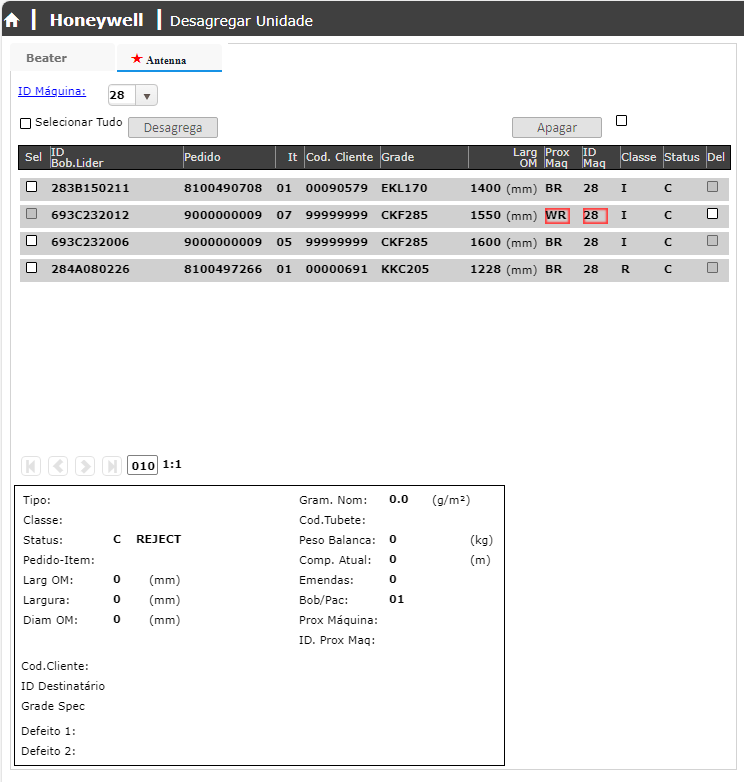 Honeywell Desagregar Unidade
Beater ★ Antenna
ID Máquina: 28
Selecionar Tudo Desagrega Apagar
Sel ID Bob.Lider Pedido It Cod. Cliente Grade Larg OM Prox Maq ID Maq Classe Status Del
283B150211 8100490708 01 00090579 EKL170 1400 (mm) BR 28 I C
693C232012 9000000009 07 99999999 CKF285 1550 (mm) WR 28 I C
693C232006 9000000009 05 99999999 CKF285 1600 (mm) BR 28 I C
284A080226 8100497266 01 00000691 KKC205 1228 (mm) BR 28 R C
010 1:1
Tipo: Gram. Nom: 0.0 (g/m²)
Classe: Cod.Tubete:
Status: C REJECT Peso Balanca: 0 (kg)
Pedido-Item: Comp. Atual: 0 (m)
Larg OM: 0 (mm) Emendas: 0
Largura: 0 (mm) Bob/Pac: 01
Diam OM: 0 (mm) Prox Máquina:
ID. Prox Maq:
Cod.Cliente:
ID Destinatário
Grade Spec
Defeito 1:
Defeito 2: